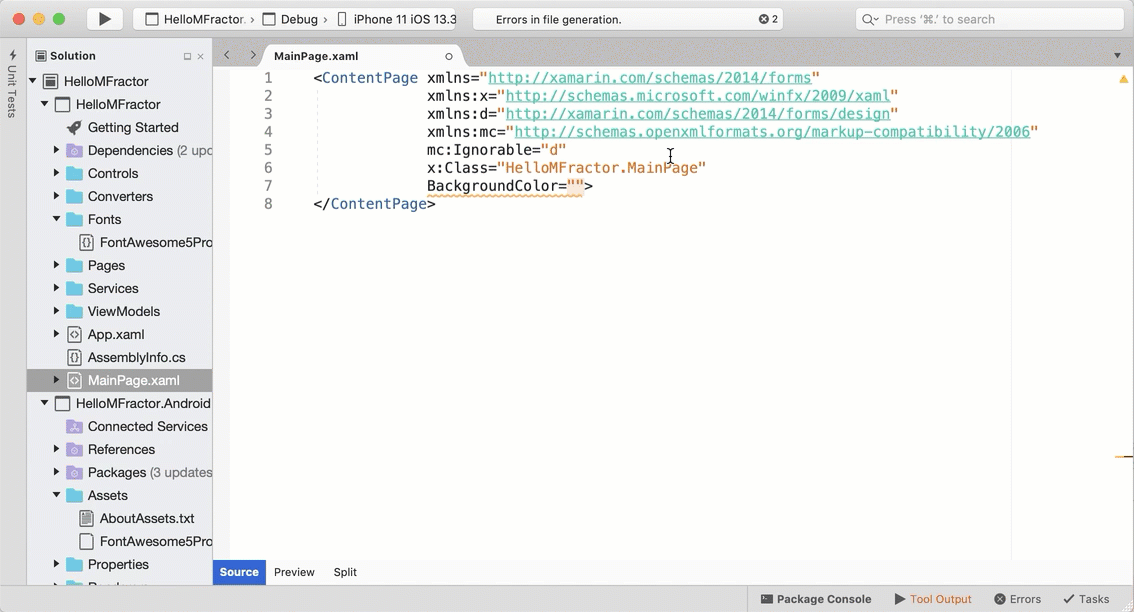 HelloMFractor. › Debug › iPhone 11 iOS 13.3
Errors in file generation.
2
Press ‘⌘.’ to search
Unit Tests
Solution
HelloMFractor
HelloMFractor
Getting Started
Dependencies (2 upd
Controls
Converters
Fonts
FontAwesome5Pro
Pages
Services
ViewModels
App.xaml
AssemblyInfo.cs
MainPage.xaml
HelloMFractor.Android
Connected Services
References
Packages (3 updates
Assets
AboutAssets.txt
FontAwesome5Pro
Properties
MainPage.xaml
1 <ContentPage xmlns="http://xamarin.com/schemas/2014/forms"
2 xmlns:x="http://schemas.microsoft.com/winfx/2009/xaml"
3 xmlns:d="http://xamarin.com/schemas/2014/forms/design"
4 xmlns:mc="http://schemas.openxmlformats.org/markup-compatibility/2006"
5 mc:Ignorable="d"
6 x:Class="HelloMFractor.MainPage"
7 BackgroundColor="">
8 </ContentPage>
Source Preview Split
Package Console Tool Output Errors Tasks